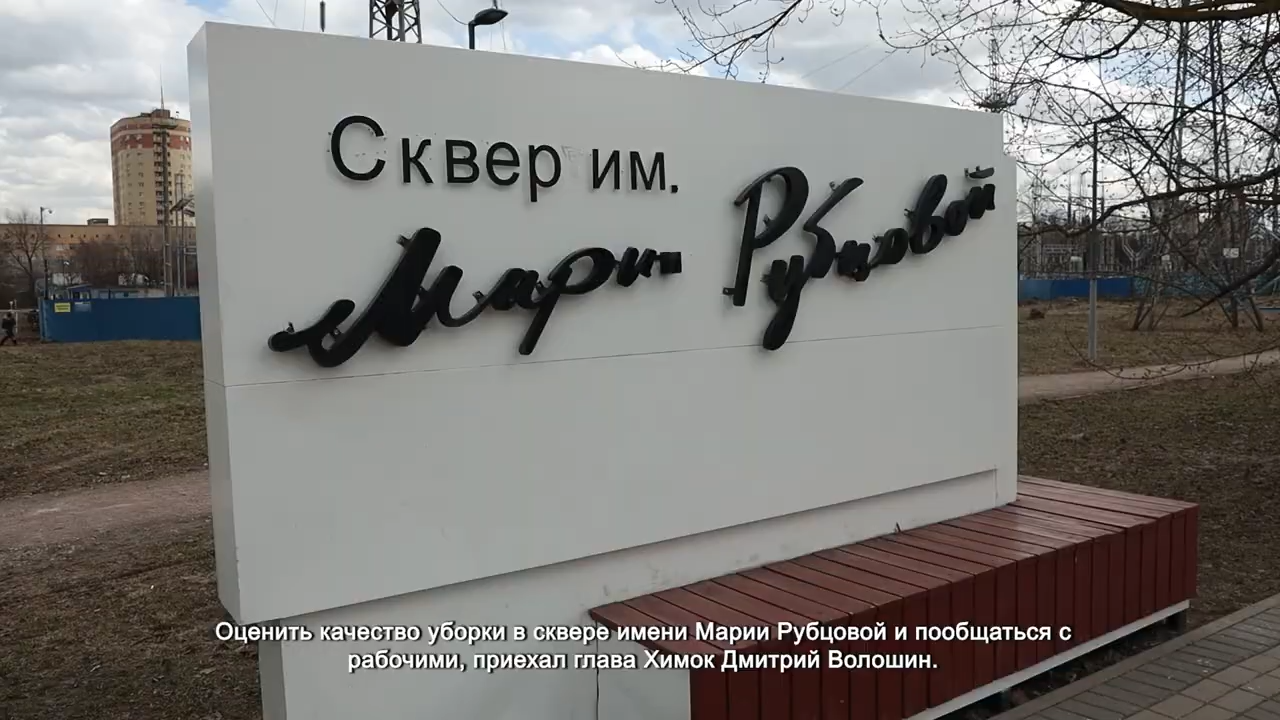 Сквер им.
Марии Рубцовой
Оценить качество уборки в сквере имени Марии Рубцовой и пообщаться с
рабочими, приехал глава Химок Дмитрий Волошин.